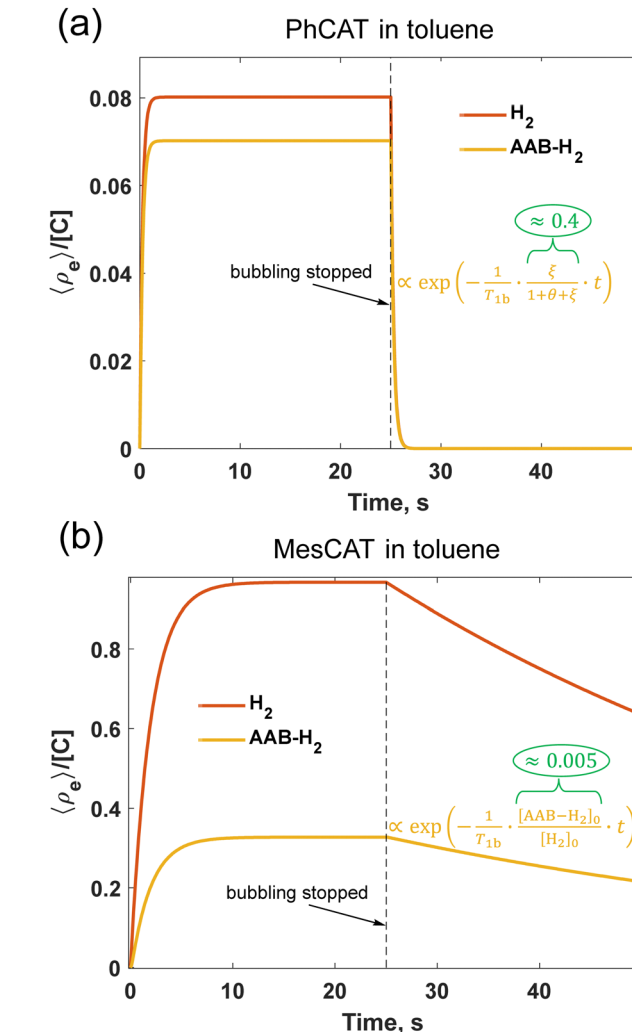 (a)
PhCAT in toluene
⟨ρe⟩/[C]
0.08
0.06
0.04
0.02
0
H2
AAB-H2
≈ 0.4
bubbling stopped
∝ exp(−1/T1b · ξ/1+θ+ξ · t)
0 10 20 30 40
Time, s
(b)
MesCAT in toluene
⟨ρe⟩/[C]
0.8
0.6
0.4
0.2
0
H2
AAB-H2
≈ 0.005
∝ exp(−1/T1b · [AAB−H2]0/[H2]0 · t)
bubbling stopped
0 10 20 30 40
Time, s